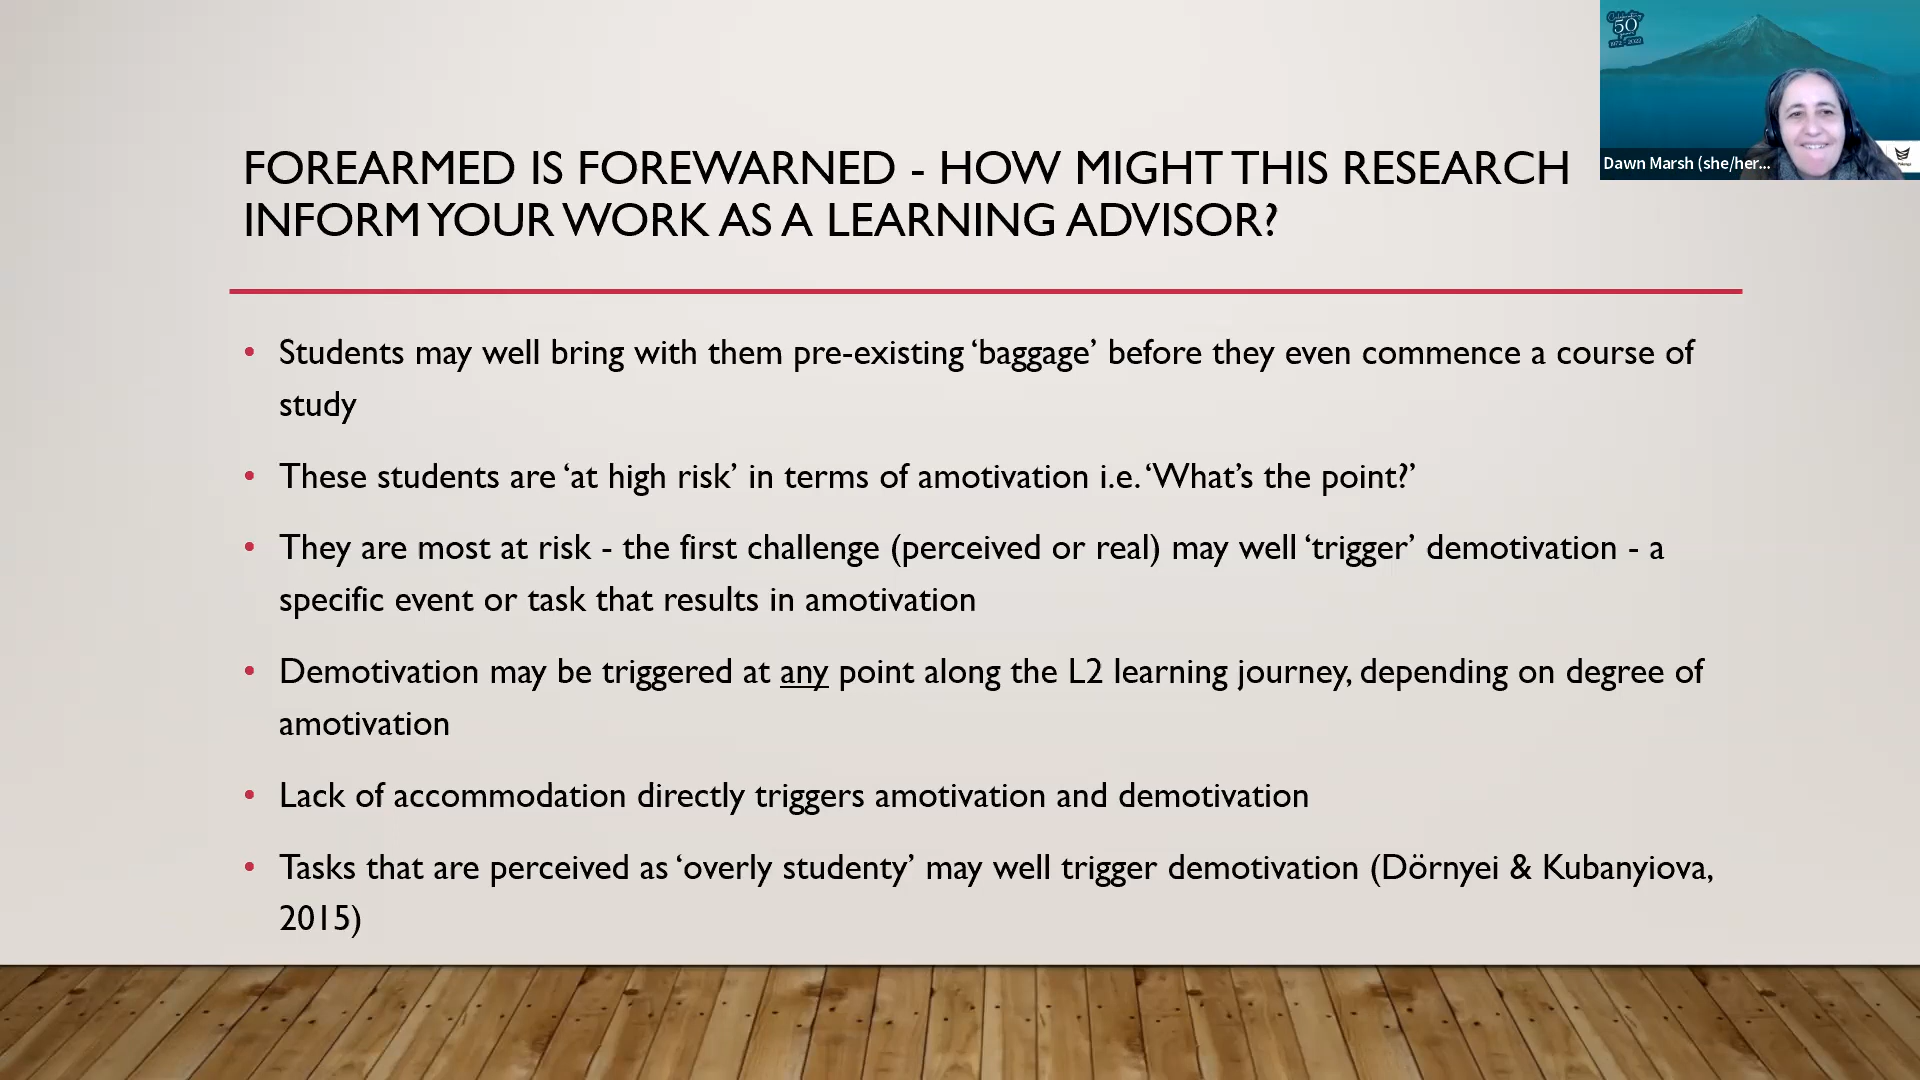 FOREARMED IS FOREWARNED - HOW MIGHT THIS RESEARCH
INFORM YOUR WORK AS A LEARNING ADVISOR?
• Students may well bring with them pre-existing ‘baggage’ before they even commence a course of
study
• These students are ‘at high risk’ in terms of amotivation i.e. ‘What’s the point?’
• They are most at risk - the first challenge (perceived or real) may well ‘trigger’ demotivation - a
specific event or task that results in amotivation
• Demotivation may be triggered at any point along the L2 learning journey, depending on degree of
amotivation
• Lack of accommodation directly triggers amotivation and demotivation
• Tasks that are perceived as ‘overly studenty’ may well trigger demotivation (Dörnyei & Kubanyiova,
2015)
50
Dawn Marsh (she/her...